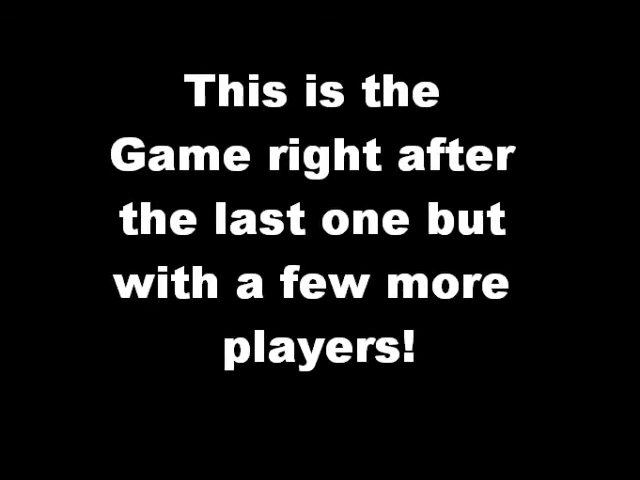 This is the
Game right after
the last one but
with a few more
players!